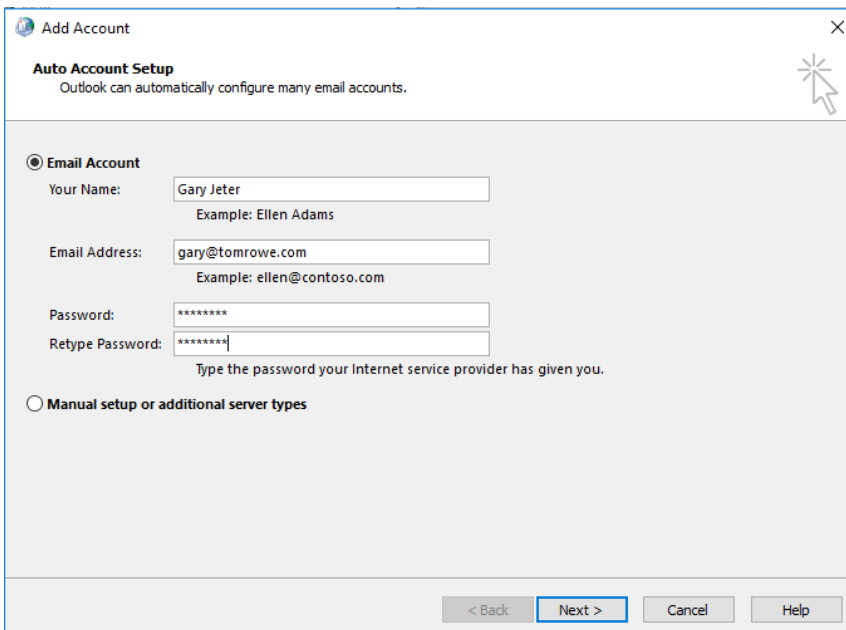 Add Account
Auto Account Setup
Outlook can automatically configure many email accounts.
Email Account
Your Name: Gary Jeter
Example: Ellen Adams
Email Address: gary@tomrowe.com
Example: ellen@contoso.com
Password: ********
Retype Password: ********
Type the password your Internet service provider has given you.
Manual setup or additional server types
< Back Next > Cancel Help